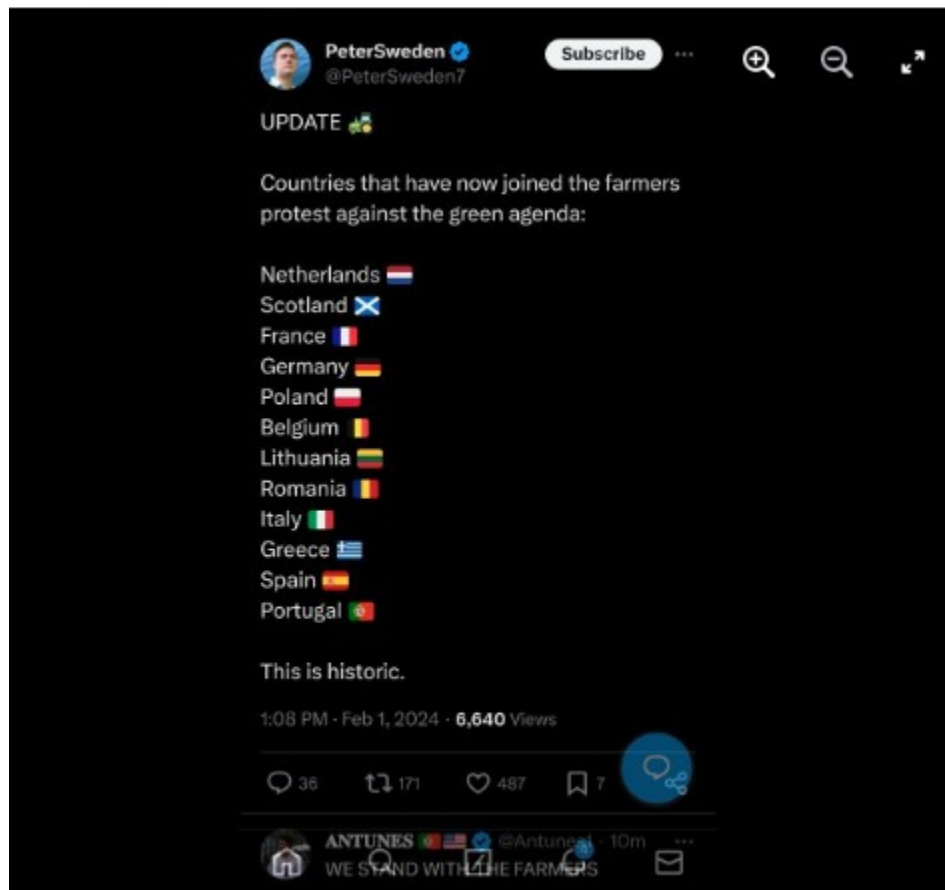 PeterSweden
Subscribe
@PeterSweden7
UPDATE 🚜
Countries that have now joined the farmers
protest against the green agenda:
Netherlands 🇳🇱
Scotland 🏴󠁧󠁢󠁳󠁣󠁴󠁿
France 🇫🇷
Germany 🇩🇪
Poland 🇵🇱
Belgium 🇧🇪
Lithuania 🇱🇹
Romania 🇷🇴
Italy 🇮🇹
Greece 🇬🇷
Spain 🇪🇸
Portugal 🇵🇹
This is historic.
1:08 PM · Feb 1, 2024 · 6,640 Views
36 171 487 7
ANTUNES 🇵🇹🇺🇸 · 10m
WE STAND WITH THE FARMERS